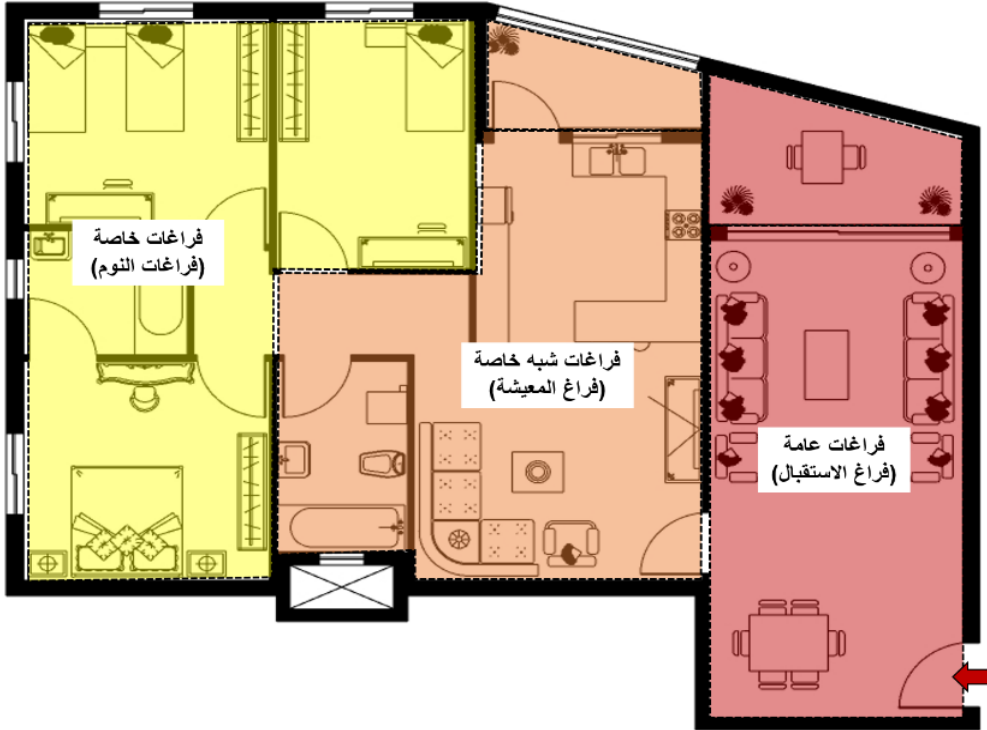 فراغات خاصة
(فراغات النوم)
فراغات شبه خاصة
(فراغ المعيشة)
فراغات عامة
(فراغ الاستقبال)